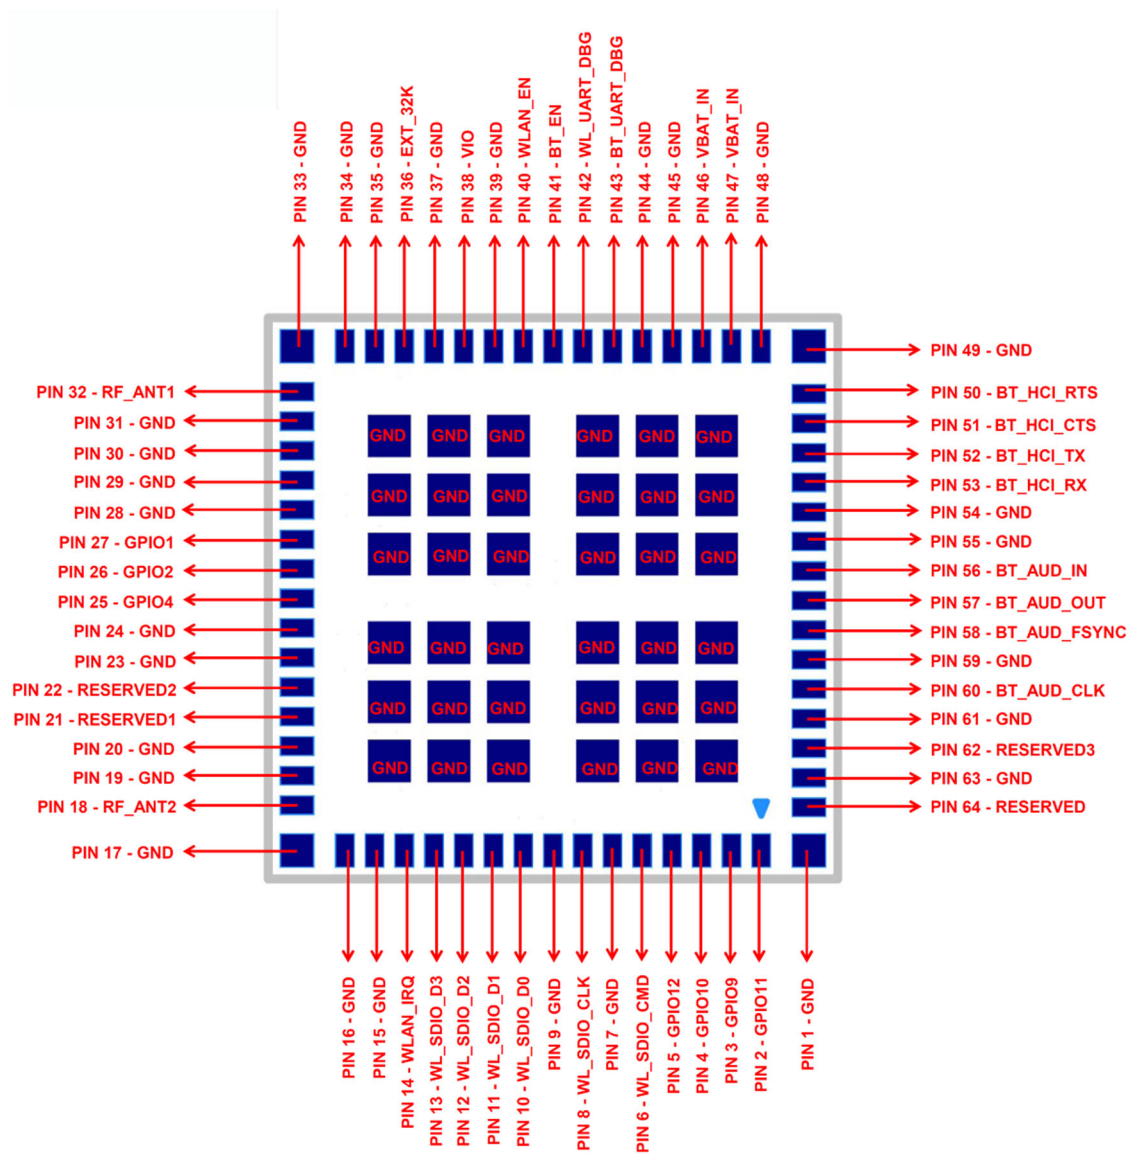 PIN 33 - GND
PIN 34 - GND
PIN 35 - GND
PIN 36 - EXT_32K
PIN 37 - GND
PIN 38 - VIO
PIN 39 - GND
PIN 40 - WLAN_EN
PIN 41 - BT_EN
PIN 42 - WL_UART_DBG
PIN 43 - BT_UART_DBG
PIN 44 - GND
PIN 45 - GND
PIN 46 - VBAT_IN
PIN 47 - VBAT_IN
PIN 48 - GND
PIN 32 - RF_ANT1
PIN 31 - GND
PIN 30 - GND
PIN 29 - GND
PIN 28 - GND
PIN 27 - GPIO1
PIN 26 - GPIO2
PIN 25 - GPIO4
PIN 24 - GND
PIN 23 - GND
PIN 22 - RESERVED2
PIN 21 - RESERVED1
PIN 20 - GND
PIN 19 - GND
PIN 18 - RF_ANT2
PIN 17 - GND
GND GND GND GND GND GND
GND GND GND GND GND GND
GND GND GND GND GND GND
GND GND GND GND GND GND
GND GND GND GND GND GND
GND GND GND GND GND GND
PIN 49 - GND
PIN 50 - BT_HCI_RTS
PIN 51 - BT_HCI_CTS
PIN 52 - BT_HCI_TX
PIN 53 - BT_HCI_RX
PIN 54 - GND
PIN 55 - GND
PIN 56 - BT_AUD_IN
PIN 57 - BT_AUD_OUT
PIN 58 - BT_AUD_FSYNC
PIN 59 - GND
PIN 60 - BT_AUD_CLK
PIN 61 - GND
PIN 62 - RESERVED3
PIN 63 - GND
PIN 64 - RESERVED
PIN 16 - GND
PIN 15 - GND
PIN 14 - WLAN_IRQ
PIN 13 - WL_SDIO_D3
PIN 12 - WL_SDIO_D2
PIN 11 - WL_SDIO_D1
PIN 10 - WL_SDIO_D0
PIN 9 - GND
PIN 8 - WL_SDIO_CLK
PIN 7 - GND
PIN 6 - WL_SDIO_CMD
PIN 5 - GPIO12
PIN 4 - GPIO10
PIN 3 - GPIO9
PIN 2 - GPIO11
PIN 1 - GND